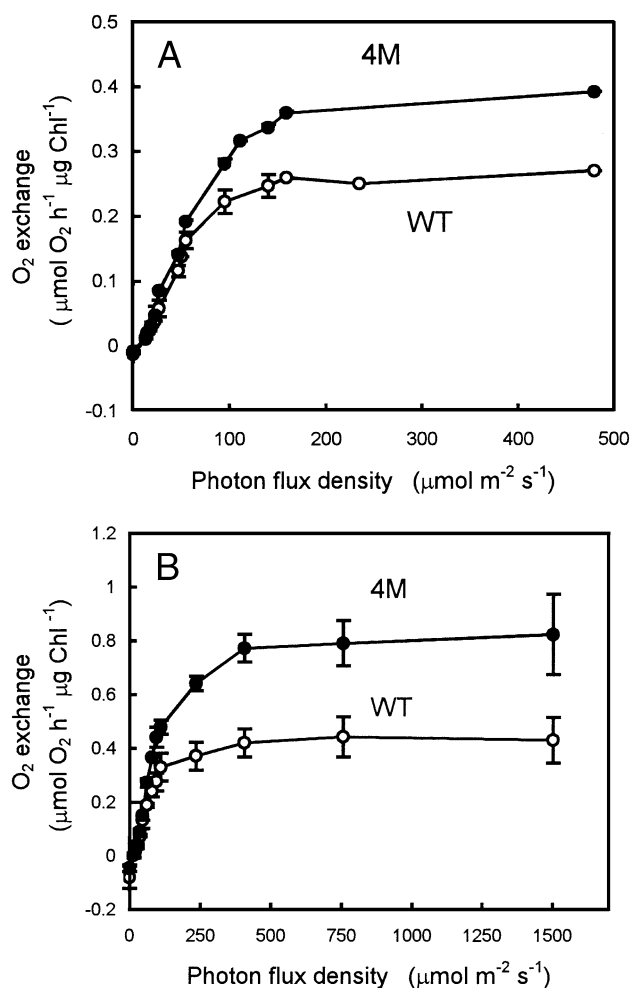 A
4M
WT
O₂ exchange
( μmol O₂ h⁻¹ μg Chl⁻¹)
0.5
0.4
0.3
0.2
0.1
0
-0.1
0 100 200 300 400 500
Photon flux density (μmol m⁻² s⁻¹)
B
4M
WT
O₂ exchange
(μmol O₂ h⁻¹ μg Chl⁻¹)
1.2
1
0.8
0.6
0.4
0.2
0
-0.2
0 250 500 750 1000 1250 1500
Photon flux density (μmol m⁻² s⁻¹)